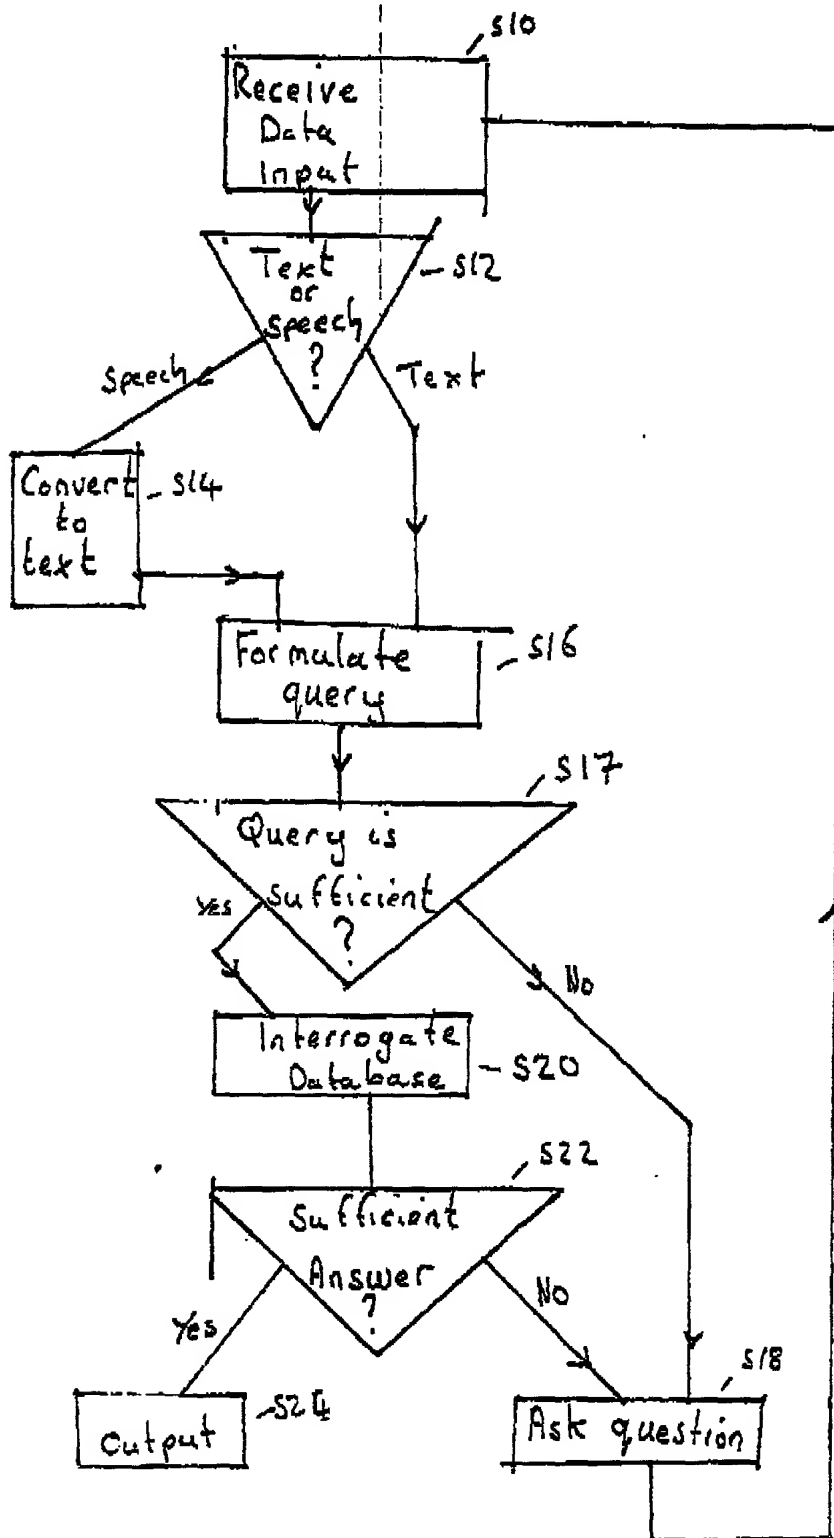 S10
Receive
Data
Input
Text
or
speech
?
S12
Speech
Text
Convert
to
text
S14
Formulate
query
S16
S17
Query is
sufficient
?
YES
No
Interrogate
Database
S20
S22
Sufficient
Answer
?
Yes
No
S18
Output
S24
Ask question